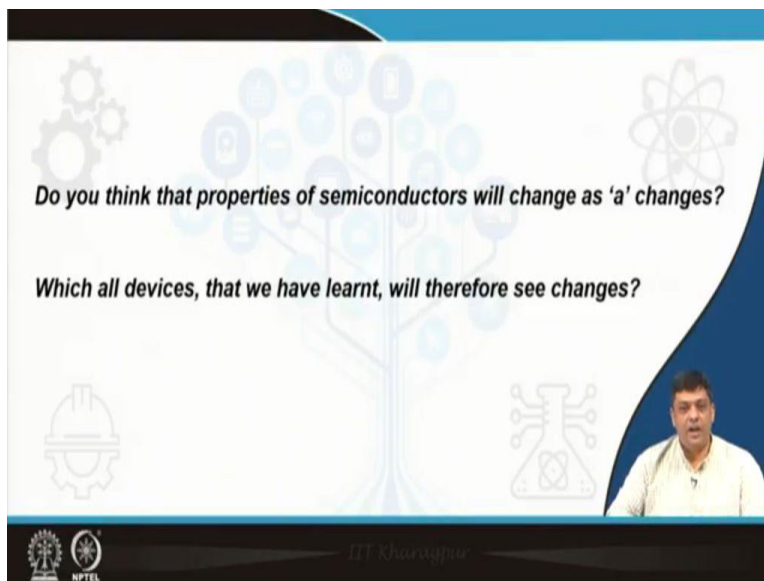 Do you think that properties of semiconductors will change as 'a' changes?
Which all devices, that we have learnt, will therefore see changes?
IIT Kharagpur
NPTEL